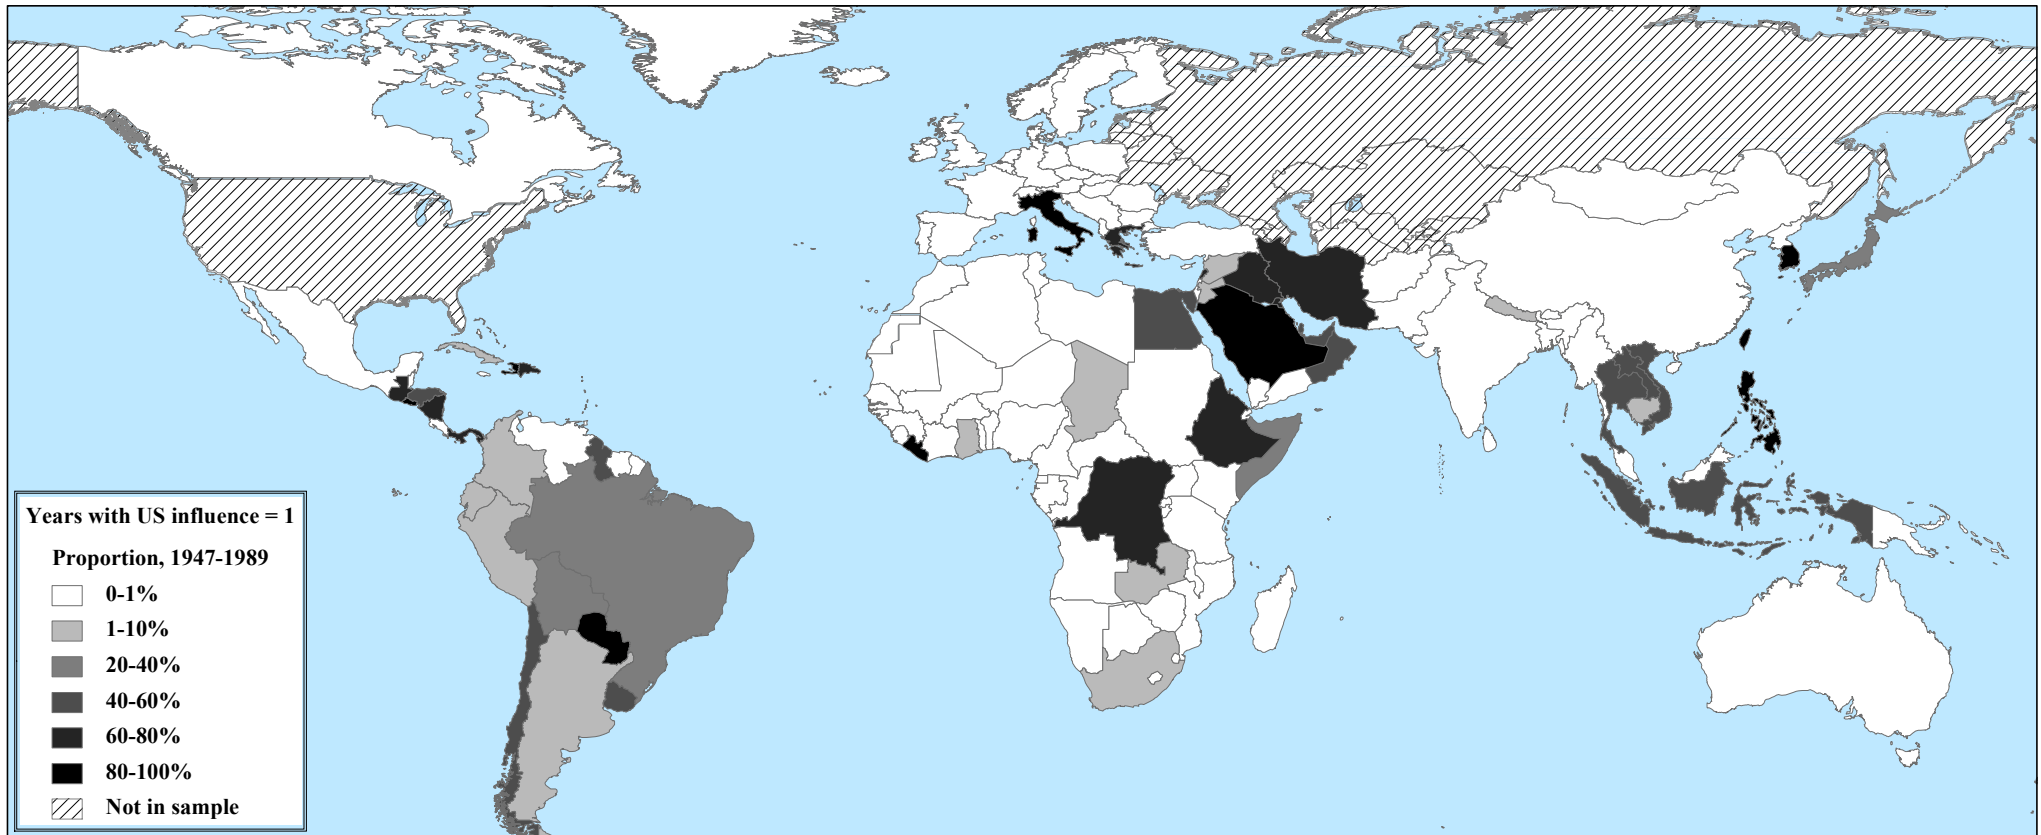 Years with US influence = 1
Proportion, 1947-1989
0-1%
1-10%
20-40%
40-60%
60-80%
80-100%
Not in sample